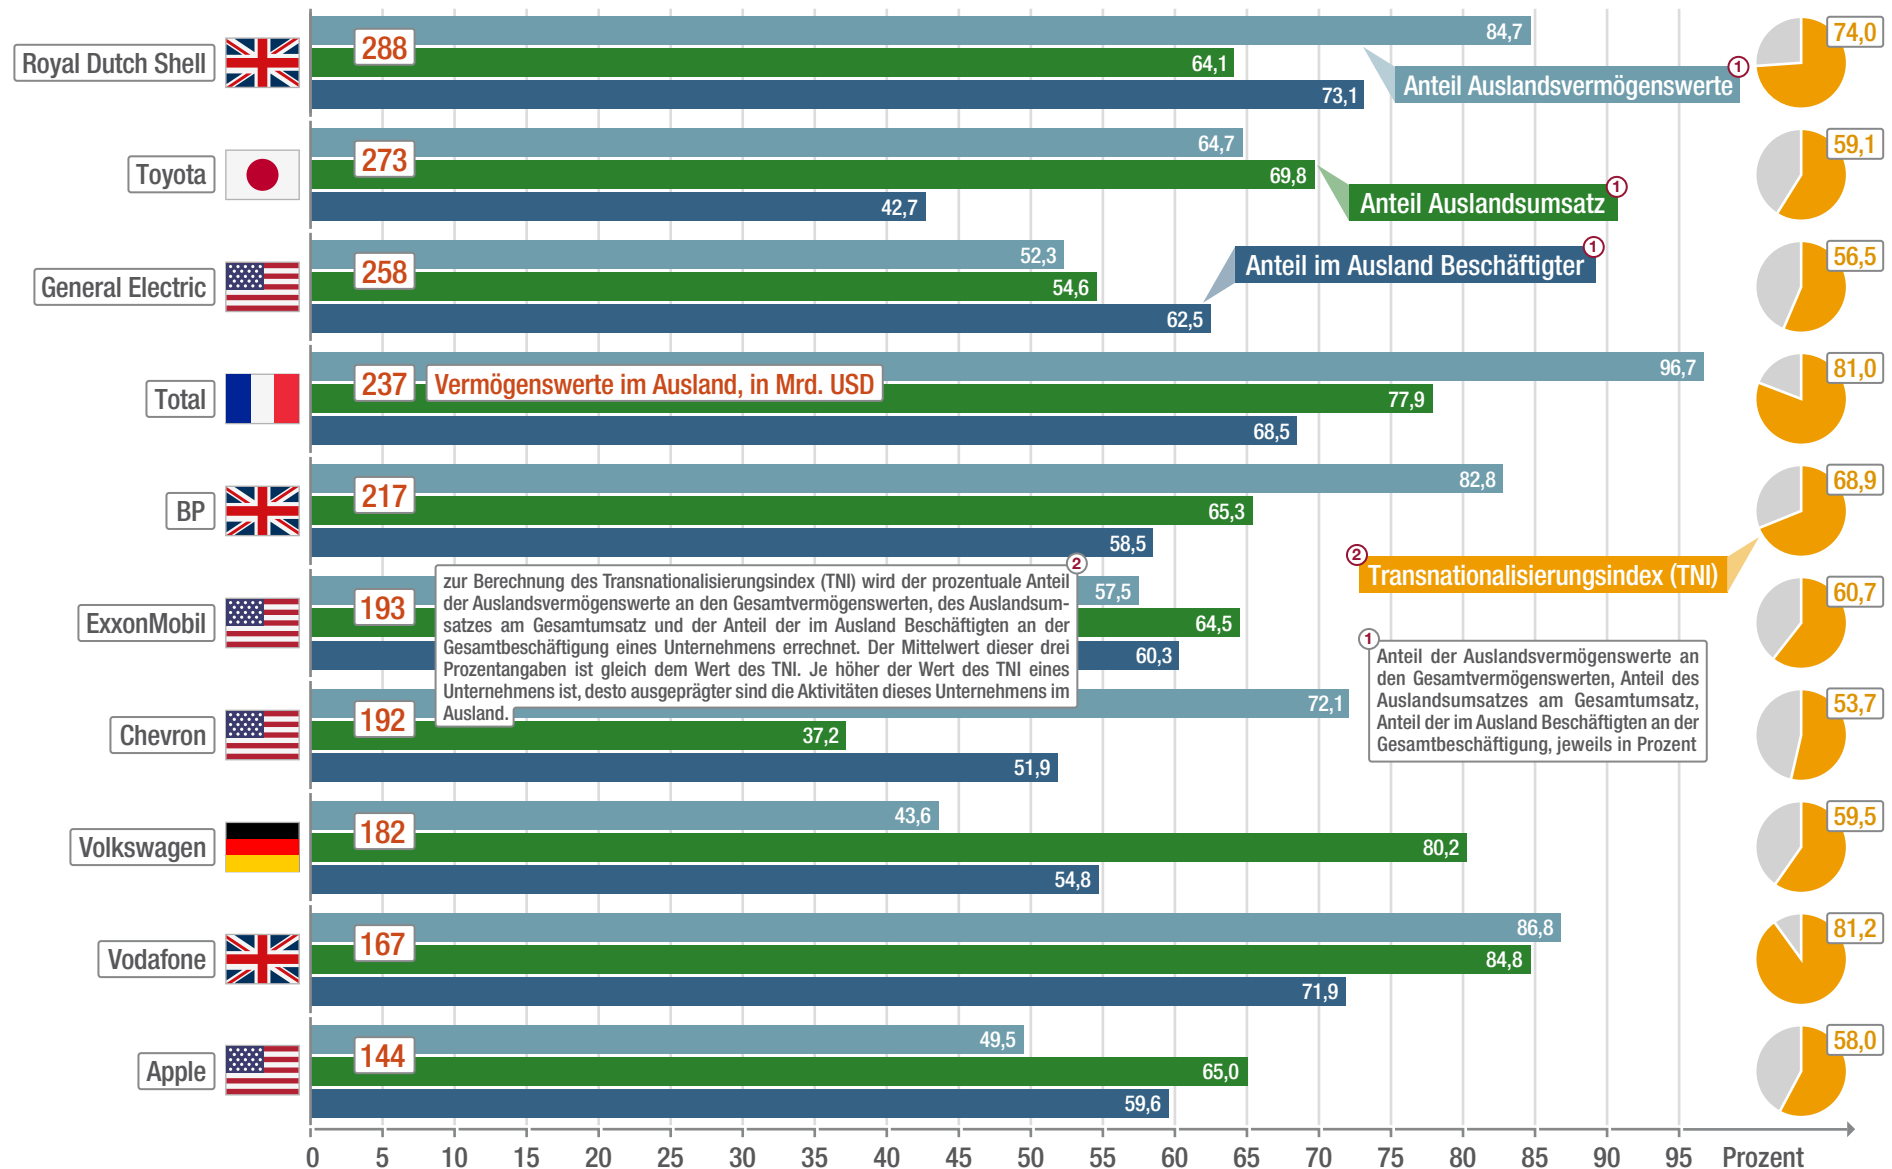 Royal Dutch Shell
288
84,7
64,1
73,1
Anteil Auslandsvermögenswerte
1
74,0
Toyota
273
64,7
69,8
42,7
Anteil Auslandsumsatz
1
59,1
General Electric
258
52,3
54,6
62,5
Anteil im Ausland Beschäftigter
1
56,5
Total
237
Vermögenswerte im Ausland, in Mrd. USD
96,7
77,9
68,5
81,0
BP
217
82,8
65,3
58,5
68,9
2
Transnationalisierungsindex (TNI)
ExxonMobil
193
57,5
64,5
60,3
60,7
2
zur Berechnung des Transnationalisierungsindex (TNI) wird der prozentuale Anteil
der Auslandsvermögenswerte an den Gesamtvermögenswerten, des Auslandsum-
satzes am Gesamtumsatz und der Anteil der im Ausland Beschäftigten an der
Gesamtbeschäftigung eines Unternehmens errechnet. Der Mittelwert dieser drei
Prozentangaben ist gleich dem Wert des TNI. Je höher der Wert des TNI eines
Unternehmens ist, desto ausgeprägter sind die Aktivitäten dieses Unternehmens im
Ausland.
1
Anteil der Auslandsvermögenswerte an
den Gesamtvermögenswerten, Anteil des
Auslandsumsatzes am Gesamtumsatz,
Anteil der im Ausland Beschäftigten an der
Gesamtbeschäftigung, jeweils in Prozent
Chevron
192
72,1
37,2
51,9
53,7
Volkswagen
182
43,6
80,2
54,8
59,5
Vodafone
167
86,8
84,8
71,9
81,2
Apple
144
49,5
65,0
59,6
58,0
0 5 10 15 20 25 30 35 40 45 50 55 60 65 70 75 80 85 90 95 Prozent